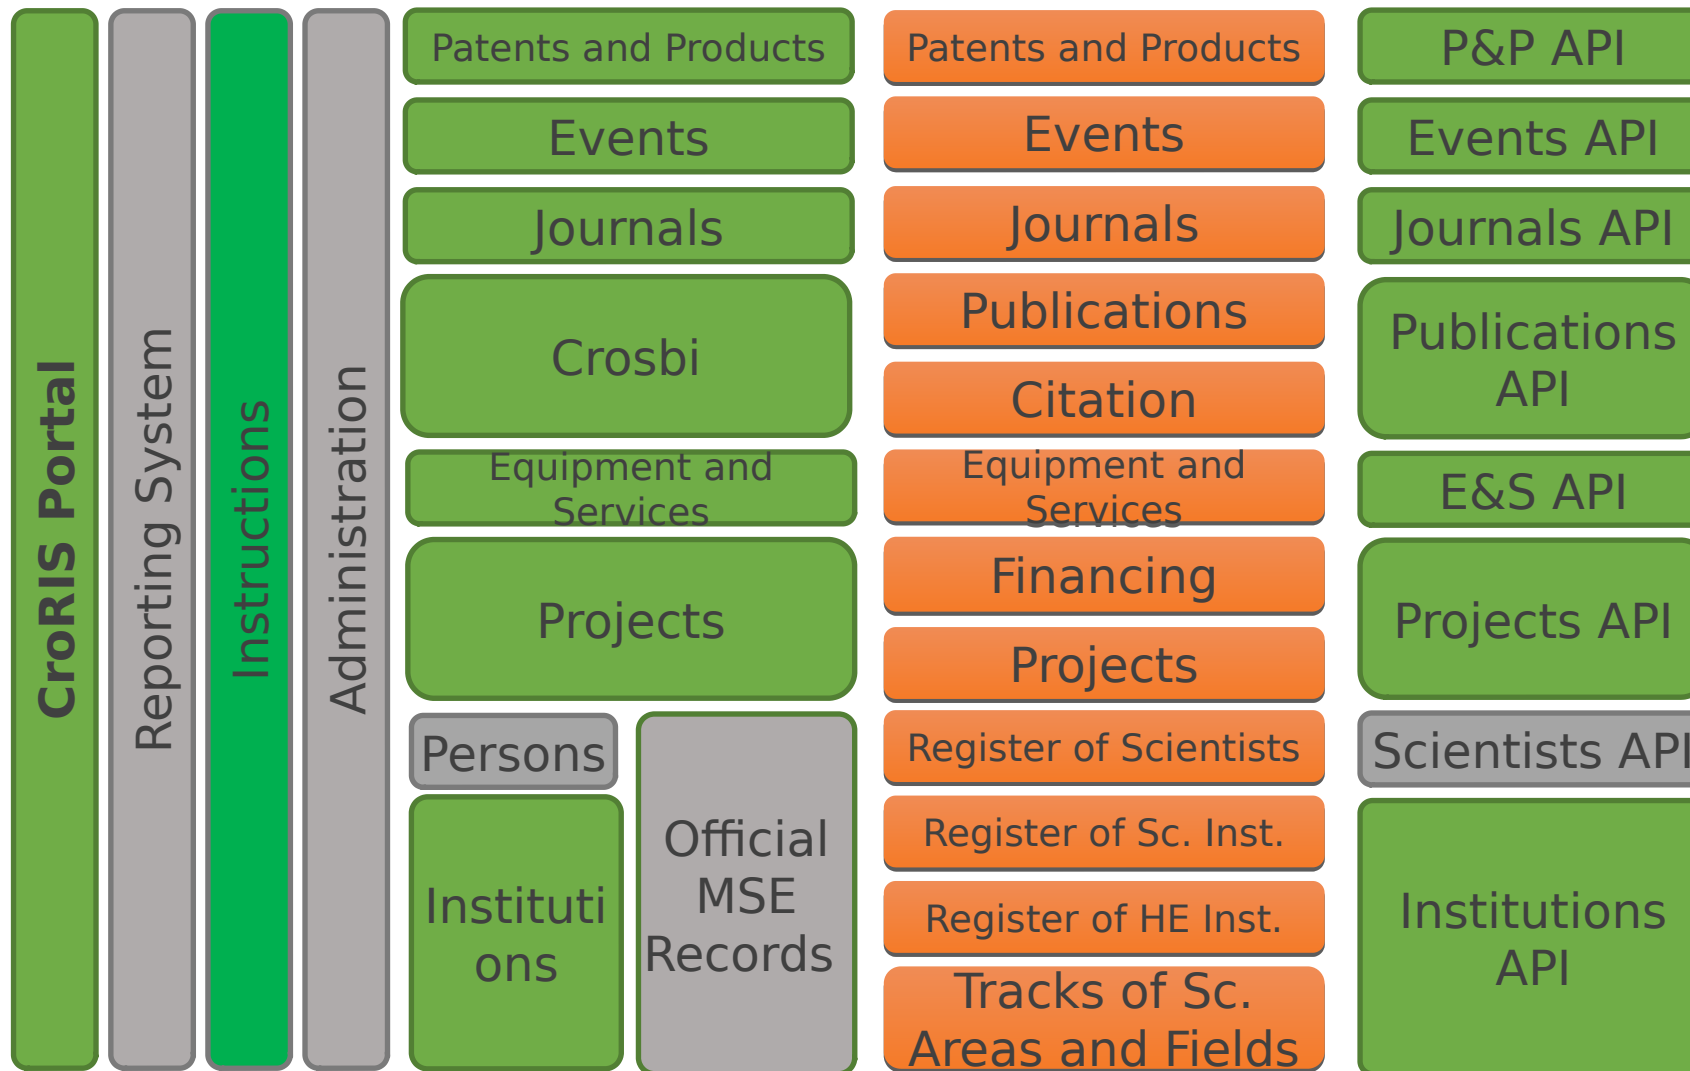 CroRIS Portal
Reporting System
Instructions
Administration
Patents and Products
Events
Journals
Crosbi
Equipment and
Services
Projects
Persons
Instituti
ons
Official
MSE
Records
Patents and Products
Events
Journals
Publications
Citation
Equipment and
Services
Financing
Projects
Register of Scientists
Register of Sc. Inst.
Register of HE Inst.
Tracks of Sc.
Areas and Fields
P&P API
Events API
Journals API
Publications
API
E&S API
Projects API
Scientists API
Institutions
API